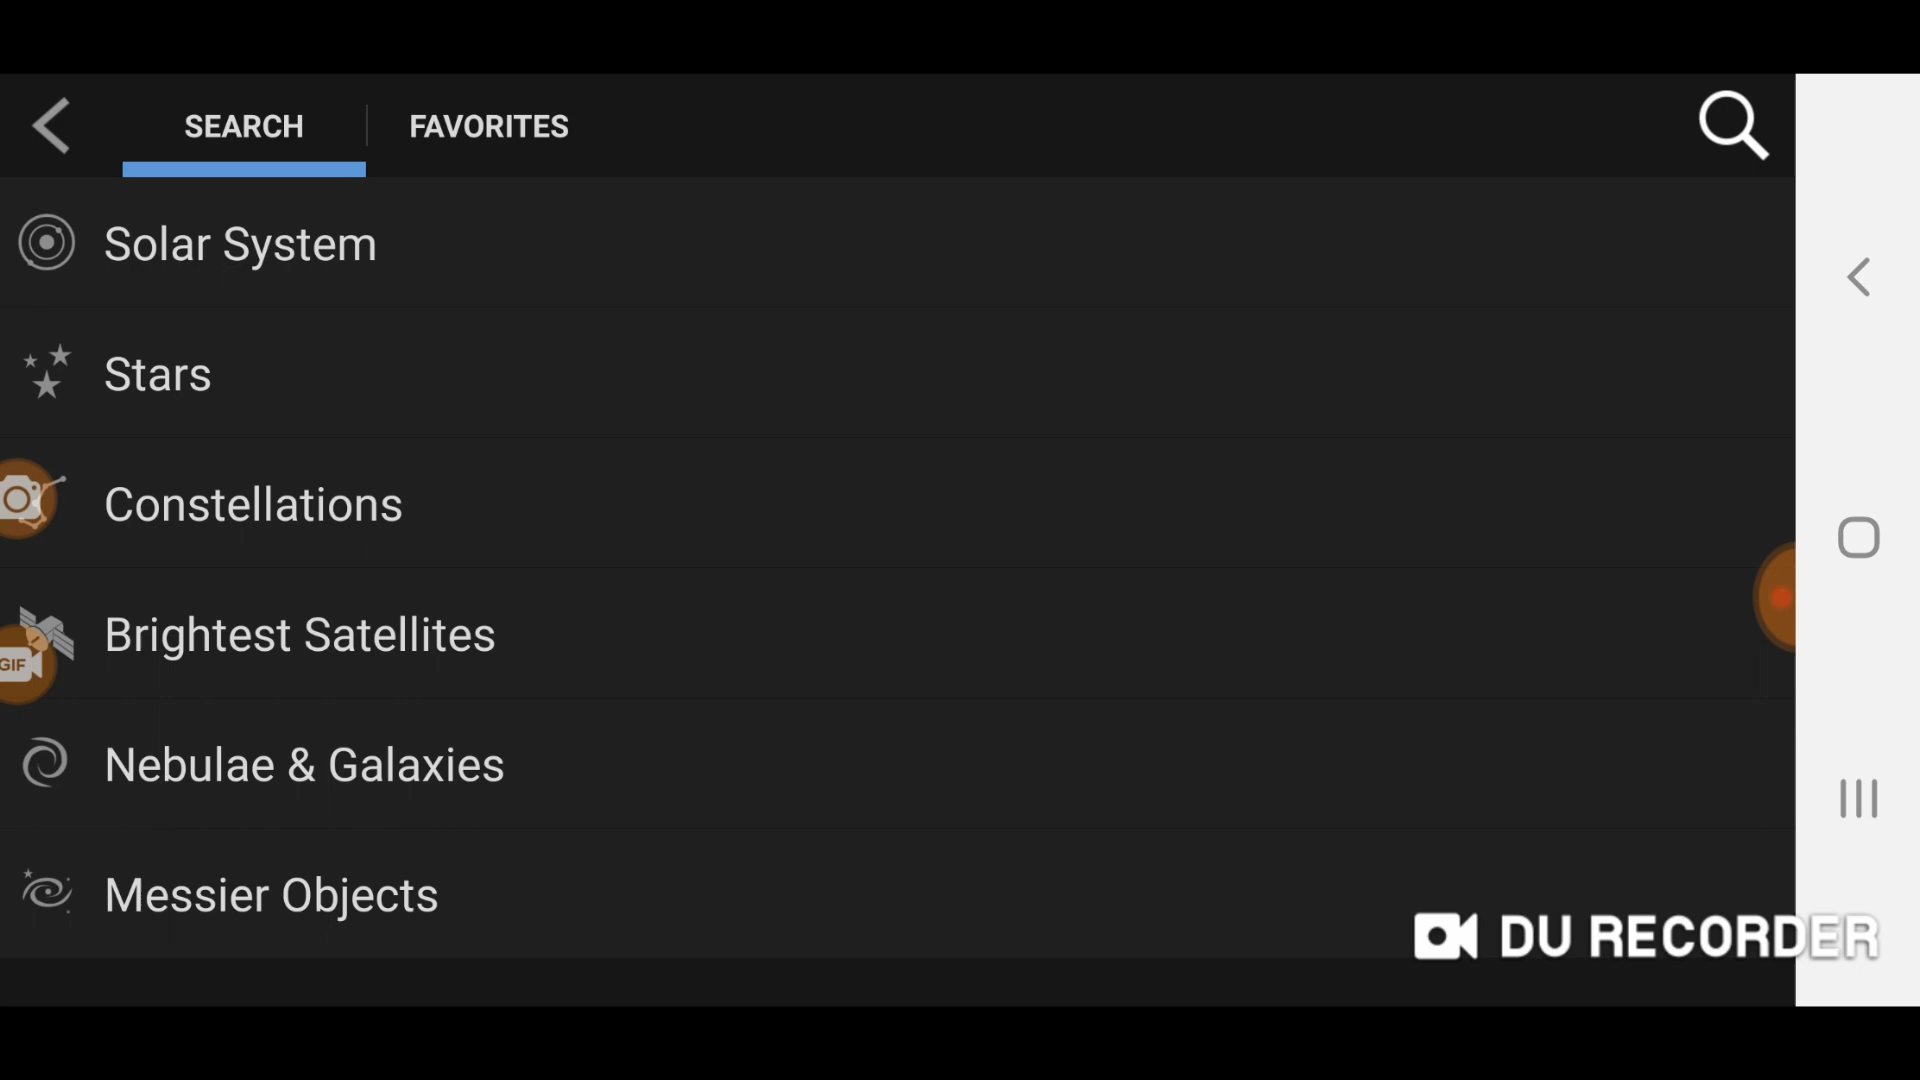 SEARCH
FAVORITES
Solar System
Stars
Constellations
Brightest Satellites
GIF
Nebulae & Galaxies
Messier Objects
DU RECORDER